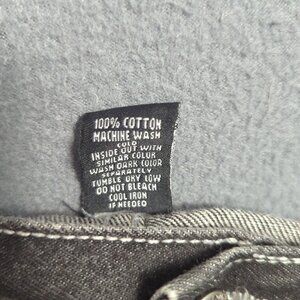 100% COTTON
MACHINE WASH
COLD
INSIDE OUT WITH
SIMILAR COLOR
WASH DARK COLOR
SEPARATELY
TUMBLE DRY LOW
DO NOT BLEACH
COOL IRON
IF NEEDED